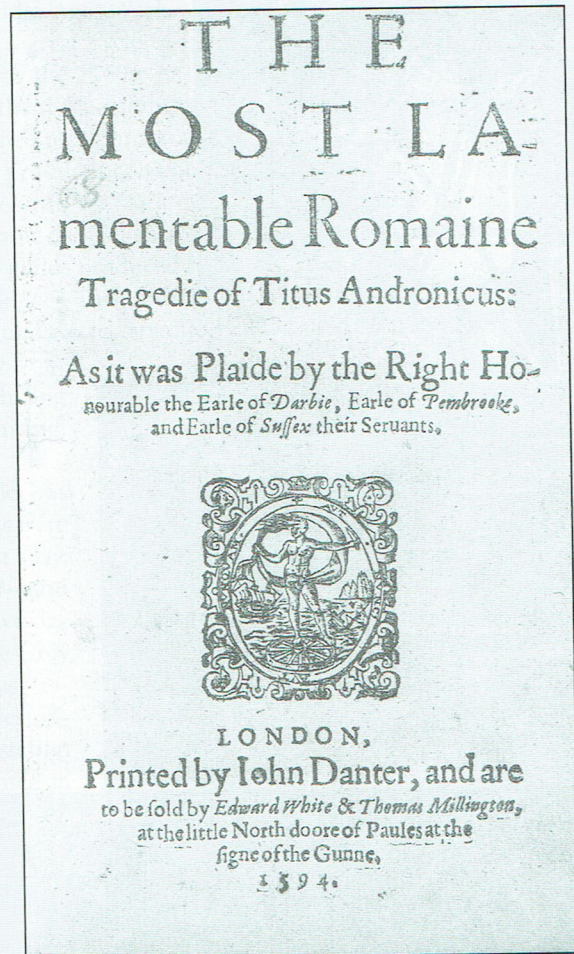 THE
MOST LA-
mentable Romaine
Tragedie of Titus Andronicus:
As it was Plaide by the Right Ho-
nourable the Earle of Darbie, Earle of Pembrooke,
and Earle of Suſſex their Seruants,
LONDON,
Printed by Iohn Danter, and are
to be ſold by Edward White & Thomas Millington,
at the little North doore of Paules at the
ſigne of the Gunne,
1594.